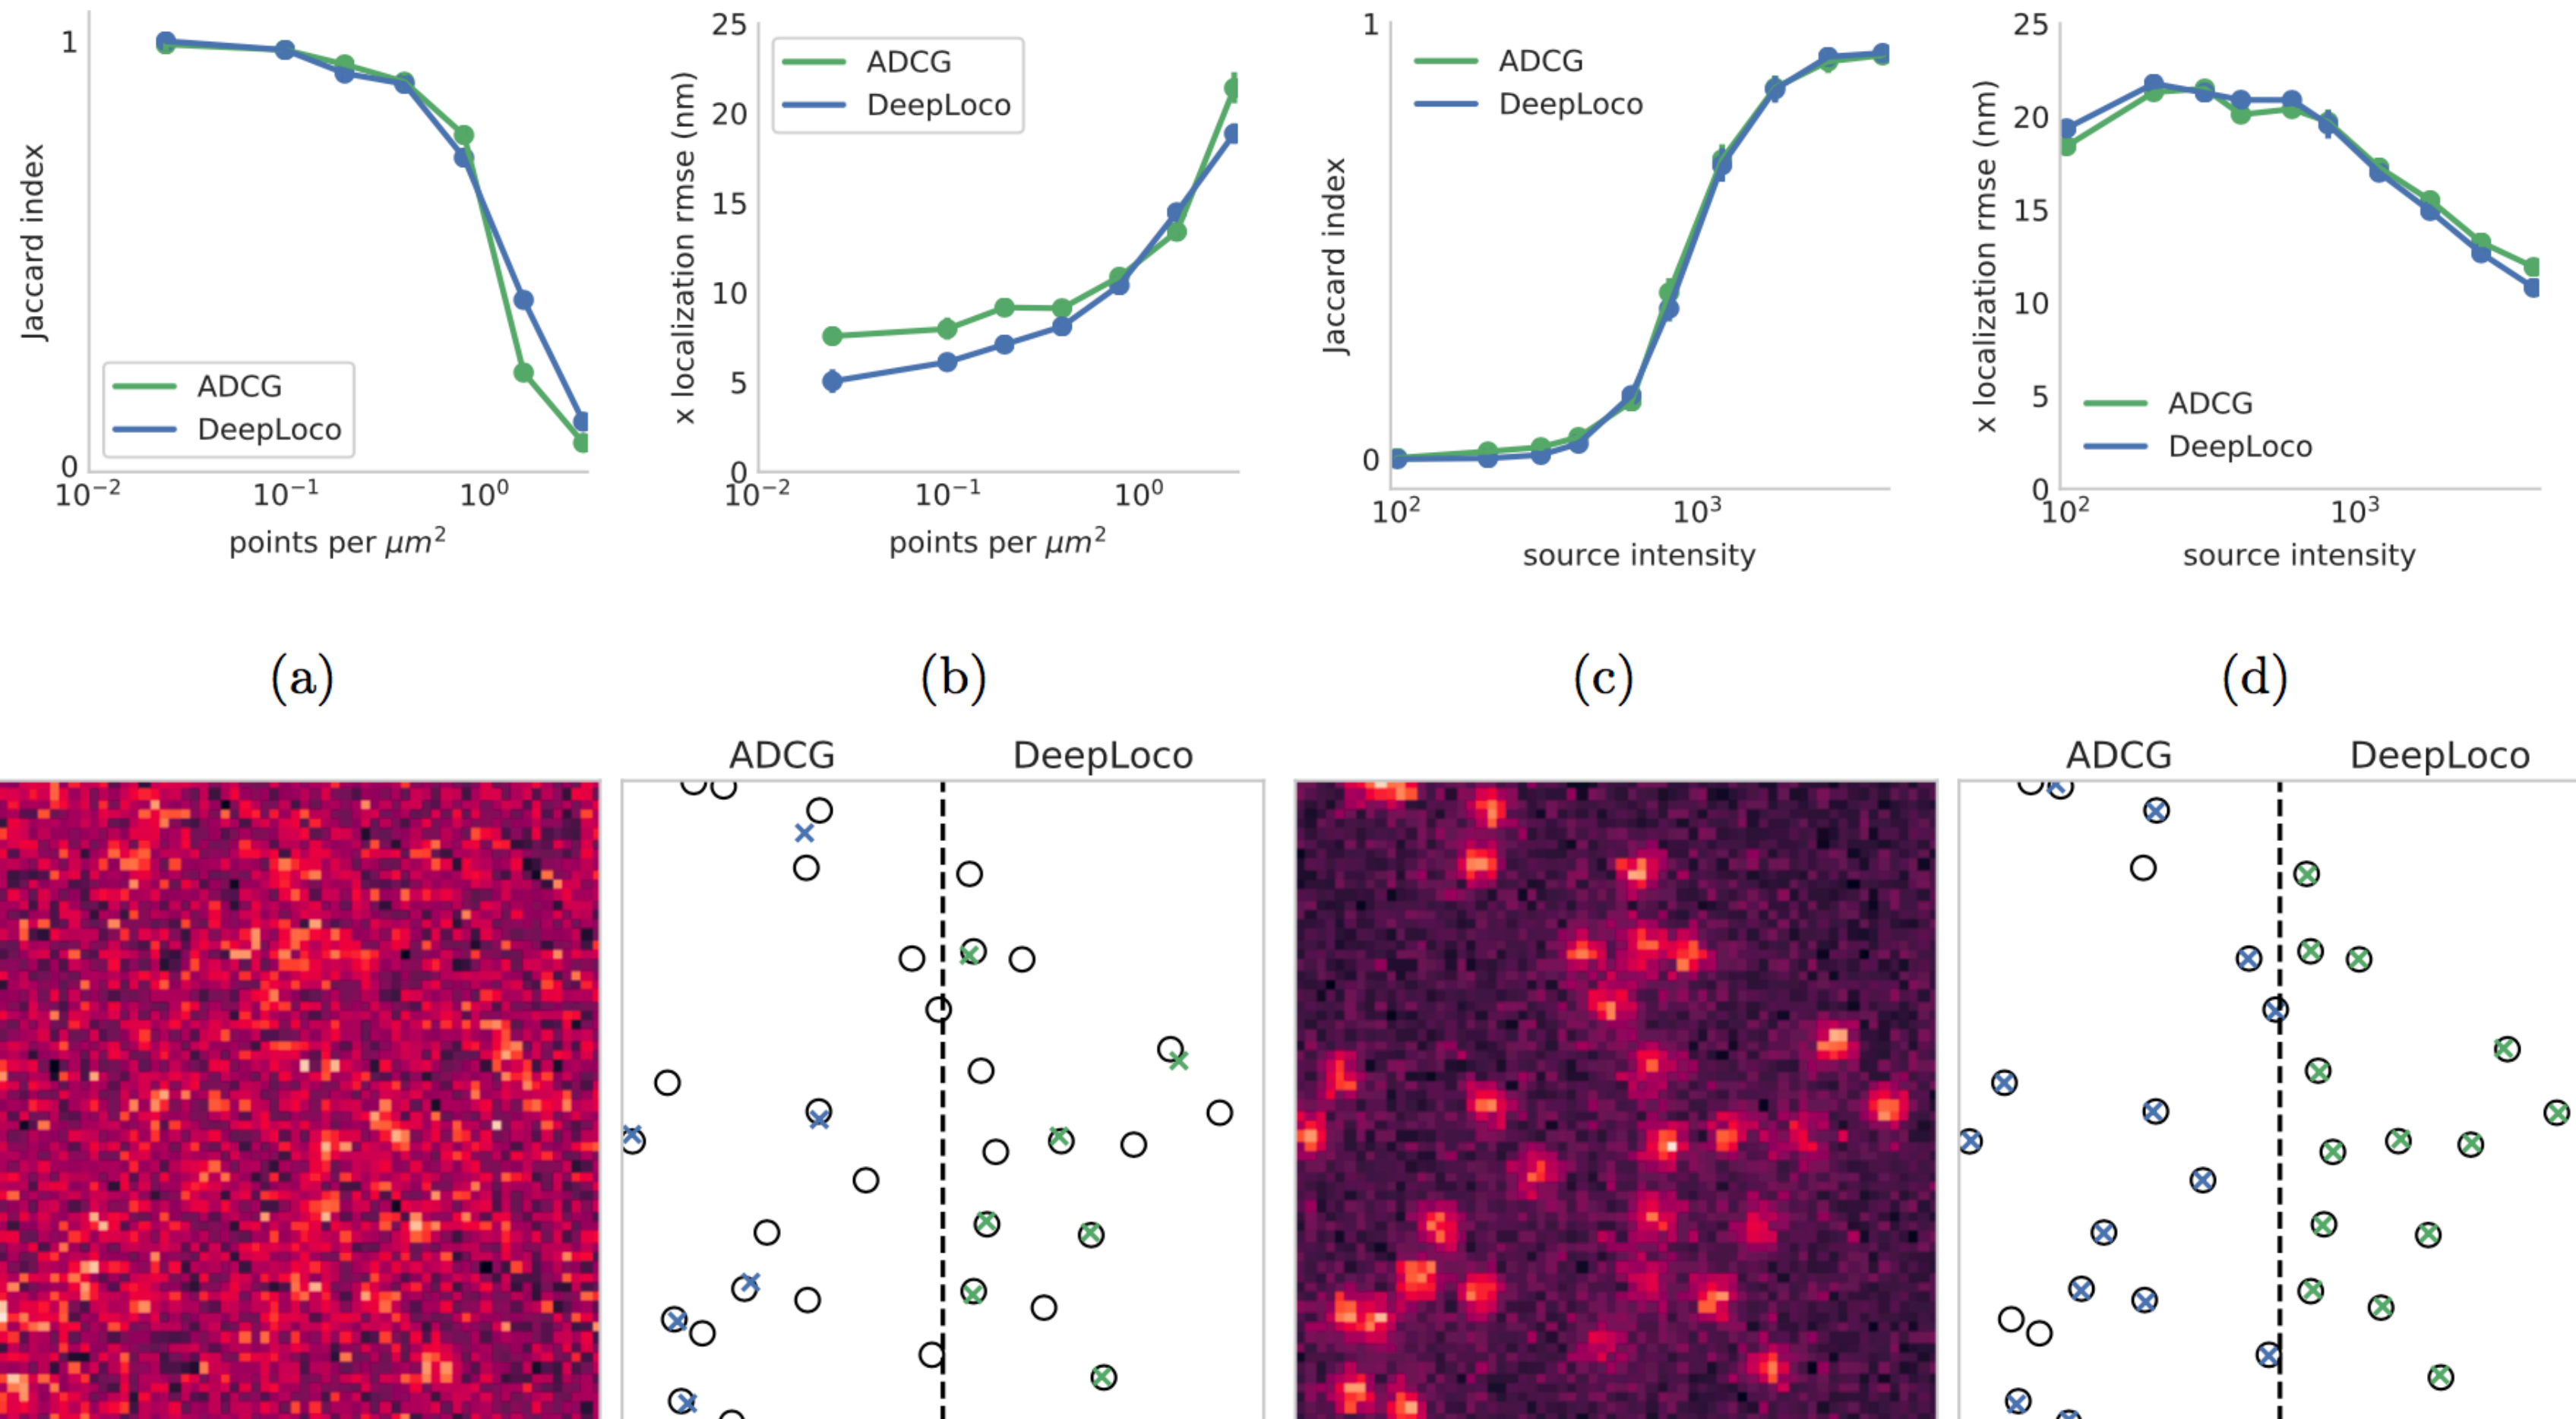 Jaccard index
1
0
ADCG
DeepLoco
10⁻² 10⁻¹ 10⁰
points per μm²
(a)
x localization rmse (nm)
25
20
15
10
5
0
ADCG
DeepLoco
10⁻² 10⁻¹ 10⁰
points per μm²
(b)
Jaccard index
1
0
ADCG
DeepLoco
10² 10³
source intensity
(c)
x localization rmse (nm)
25
20
15
10
5
0
ADCG
DeepLoco
10² 10³
source intensity
(d)
ADCG DeepLoco
ADCG DeepLoco